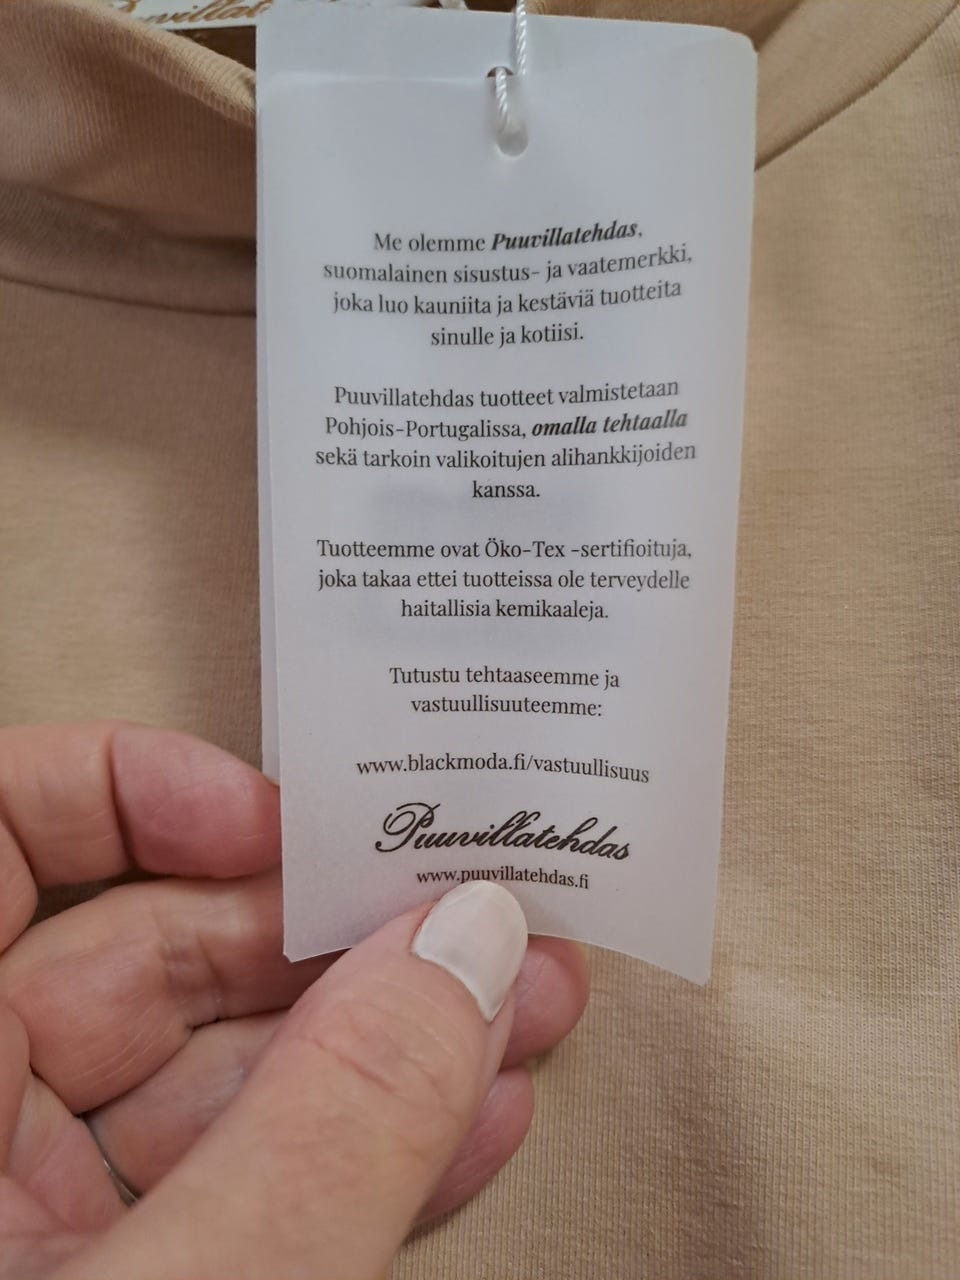 Me olemme Puuvillatehdas,
suomalainen sisustus- ja vaatemerkki,
joka luo kauniita ja kestäviä tuotteita
sinulle ja kotiisi.
Puuvillatehdas tuotteet valmistetaan
Pohjois-Portugalissa, omalla tehtaalla
sekä tarkoin valikoitujen alihankkijoiden
kanssa.
Tuotteemme ovat Öko-Tex -sertifioituja,
joka takaa ettei tuotteissa ole terveydelle
haitallisia kemikaaleja.
Tutustu tehtaaseemme ja
vastuullisuuteemme:
www.blackmoda.fi/vastuullisuus
Puuvillatehdas
www.puuvillatehdas.fi